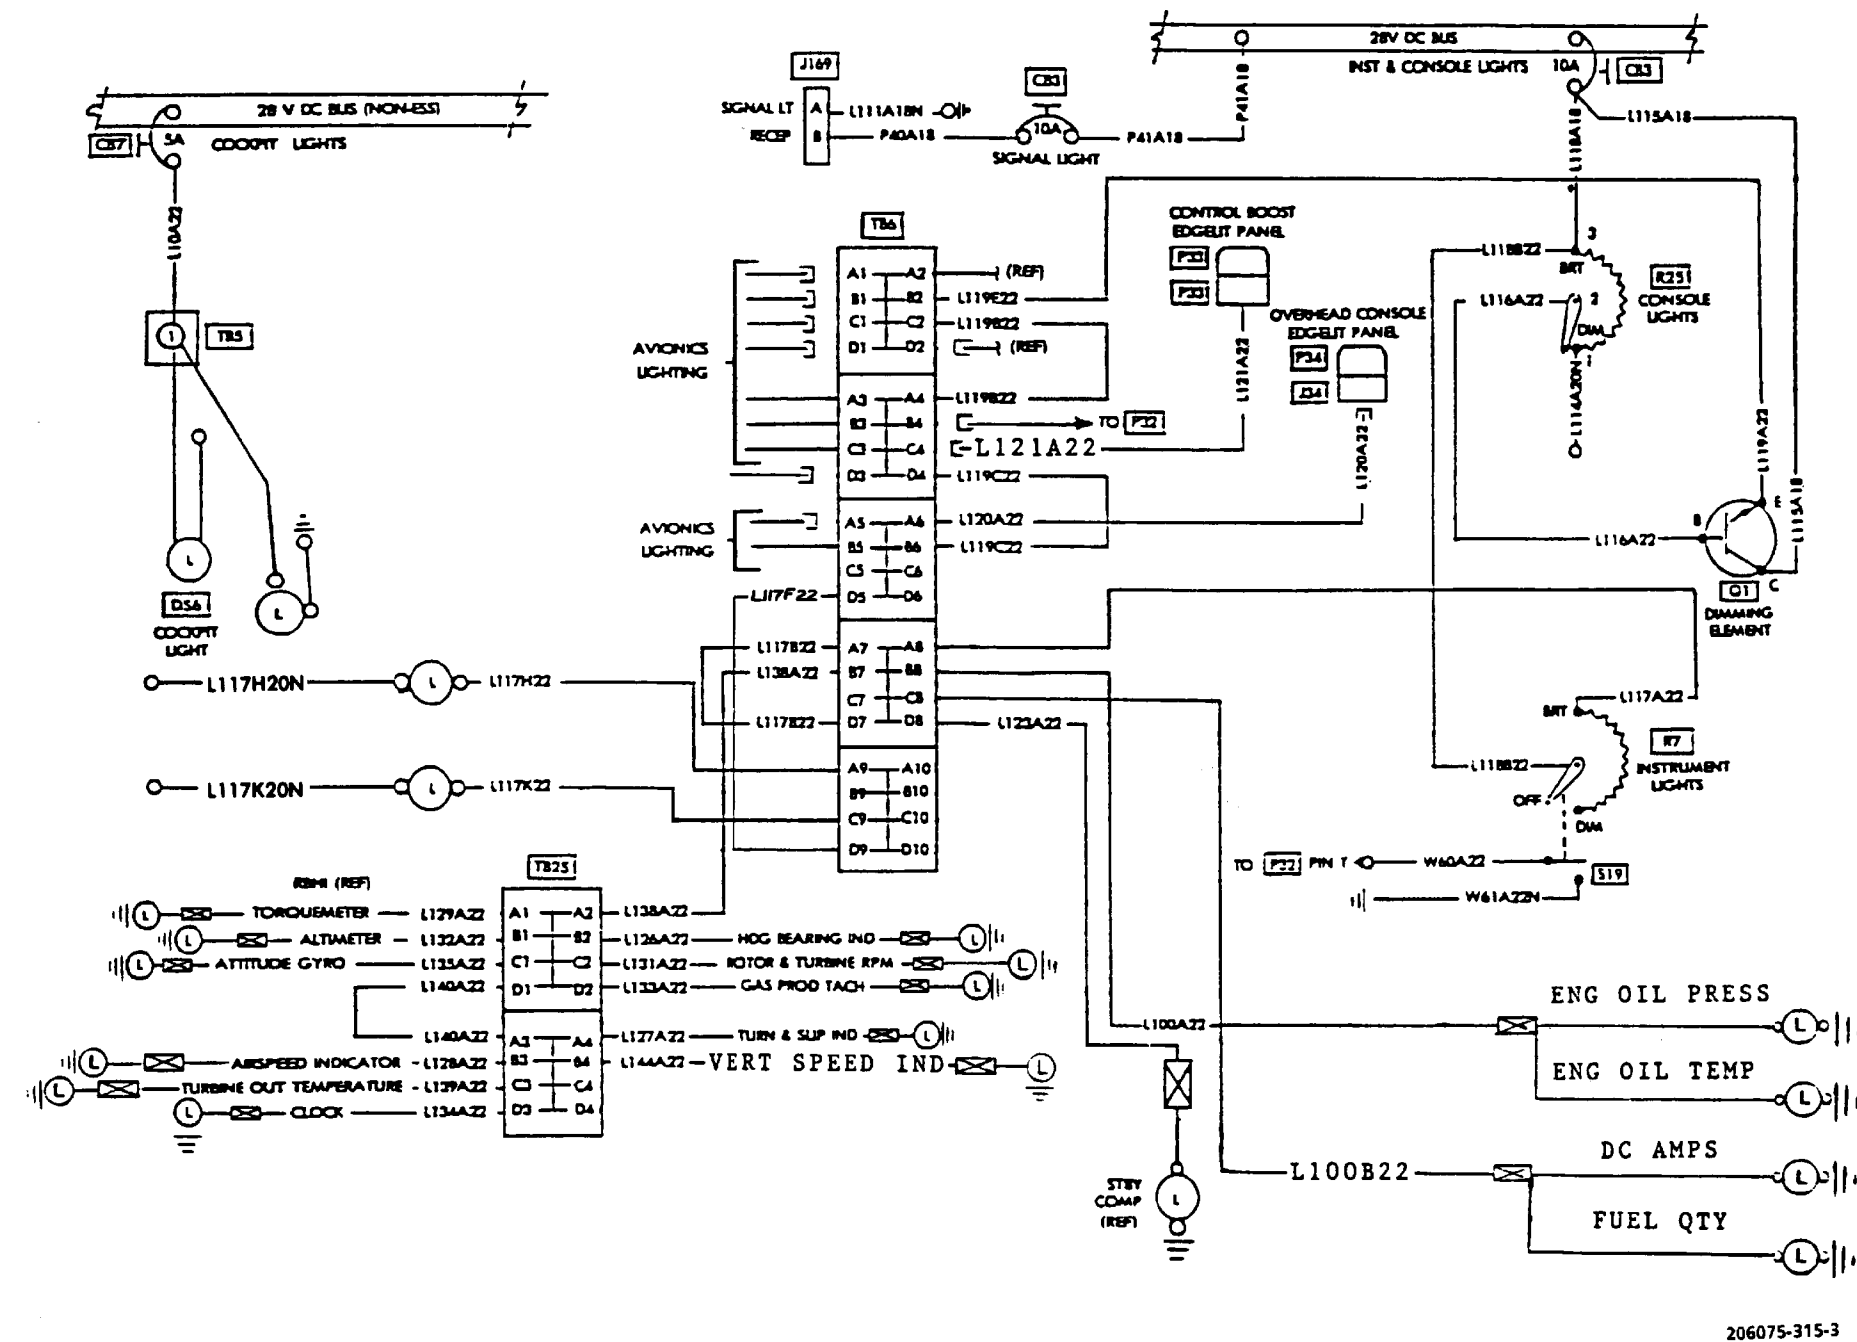 28V DC BUS
INST & CONSOLE LIGHTS
10A
CB3
J169
SIGNAL LT
A
L111A18N
RECEP
B
P40A18
CB3
10A
SIGNAL LIGHT
P41A18
P41A18
L118A18
L115A18
28 V DC BUS (NON-ESS)
CB7
5A
COCKPIT LIGHTS
L10A22
1
TB5
L
DS6
COCKPIT
LIGHT
L
TB6
CONTROL BOOST
EDGELIT PANEL
P33
P33
OVERHEAD CONSOLE
EDGELIT PANEL
P34
J34
L121A22
L120A22
AVIONICS
LIGHTING
A1 A2 (REF)
B1 B2 L119E22
C1 C2 L119B22
D1 D2 (REF)
A3 A4 L119B22
B3 B4 TO P32
C3 C4 L121A22
D3 D4 L119C22
AVIONICS
LIGHTING
A5 A6 L120A22
B5 B6 L119C22
C5 C6
L117F22 D5 D6
L117B22 A7 A8
L138A22 B7 B8
C7 C8
L117B22 D7 D8 L123A22
A9 A10
B9 B10
C9 C10
D9 D10
L118B22
3
BRT
R25
CONSOLE
LIGHTS
L116A22
2
DIM
1
L114A20N
L119A22
L115A18
L116A22
B
E
C
Q1
DIMMING
ELEMENT
L117A22
BRT
R7
INSTRUMENT
LIGHTS
L118B22
OFF
DIM
TO P32 PIN T W60A22
S19
W61A22N
L117H20N L L117H22
L117K20N L L117K22
TB25
RBMI (REF)
L TORQUEMETER L129A22 A1 A2 L138A22
L ALTIMETER L132A22 B1 B2 L126A22 HDG BEARING IND L
L ATTITUDE GYRO L135A22 C1 C2 L131A22 ROTOR & TURBINE RPM L
L140A22 D1 D2 L133A22 GAS PROD TACH L
L140A22 A3 A4 L127A22 TURN & SLIP IND L
L AIRSPEED INDICATOR L128A22 B3 B4 L144A22 VERT SPEED IND L
L TURBINE OUT TEMPERATURE L139A22 C3 C4
L CLOCK L134A22 D3 D4
L100A22
ENG OIL PRESS
L
ENG OIL TEMP
L
DC AMPS
L100B22
L
FUEL QTY
L
STBY
COMP
(REF)
L
206075-315-3